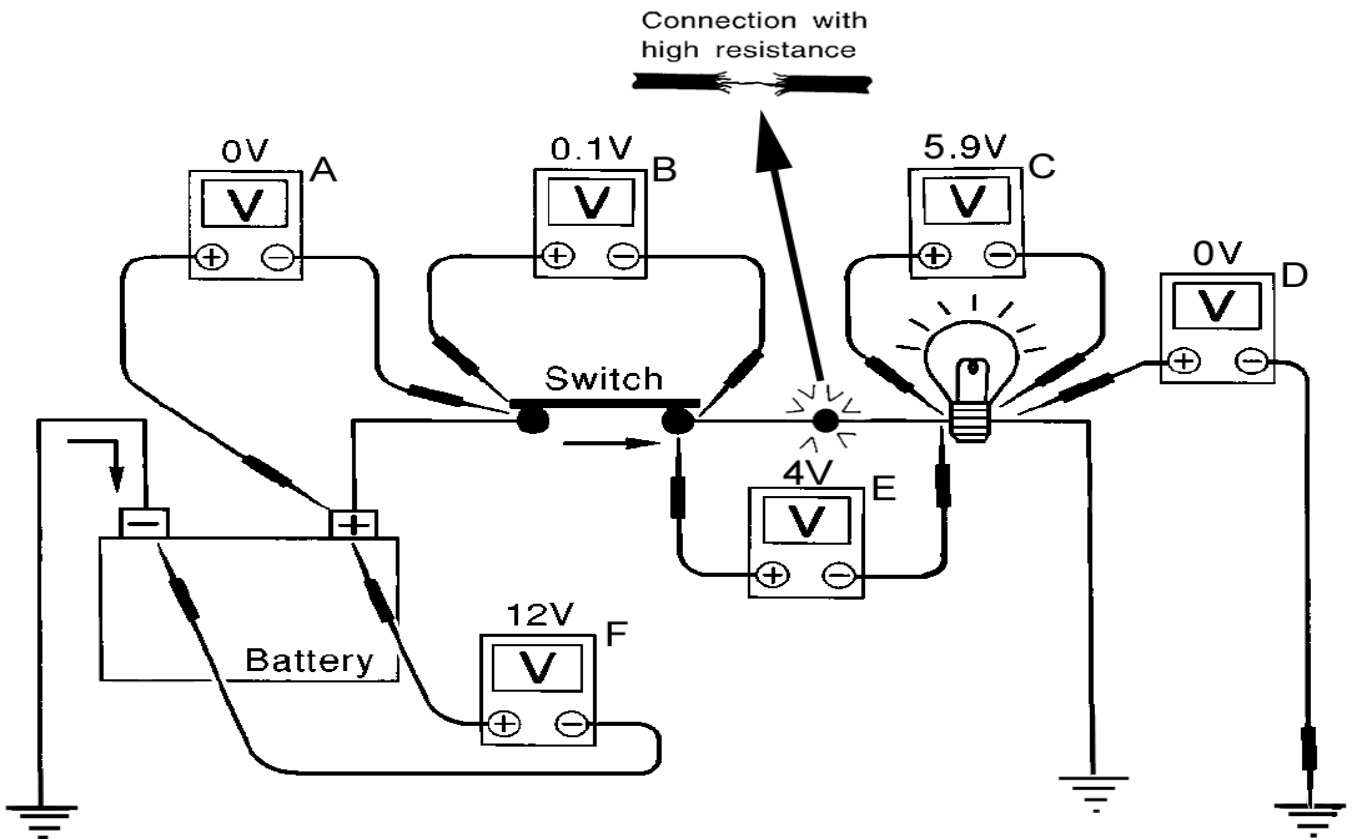 Connection with
high resistance
0V
A
V
+ −
0.1V
B
V
+ −
5.9V
C
V
+ −
0V
D
V
+ −
Switch
4V
E
V
+ −
− +
Battery
12V
F
V
+ −